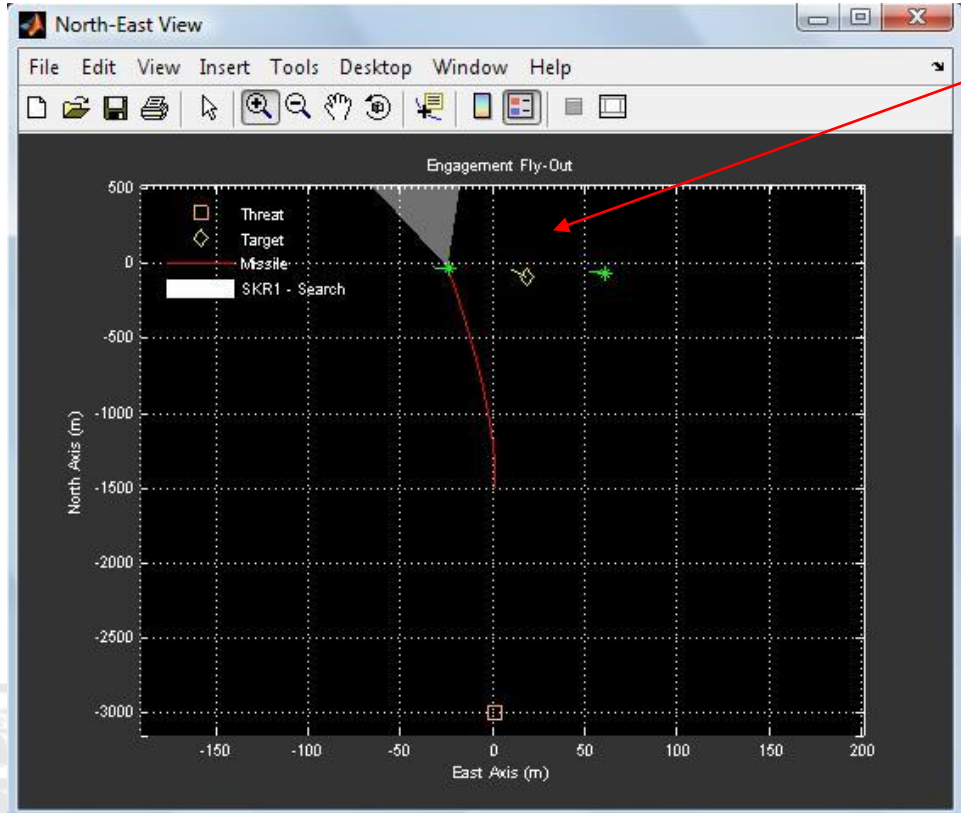 North-East View
File Edit View Insert Tools Desktop Window Help
Engagement Fly-Out
Threat
Target
Missile
SKR1 - Search
500
0
-500
-1000
-1500
-2000
-2500
-3000
North Axis (m)
-150 -100 -50 0 50 100 150 200
East Axis (m)